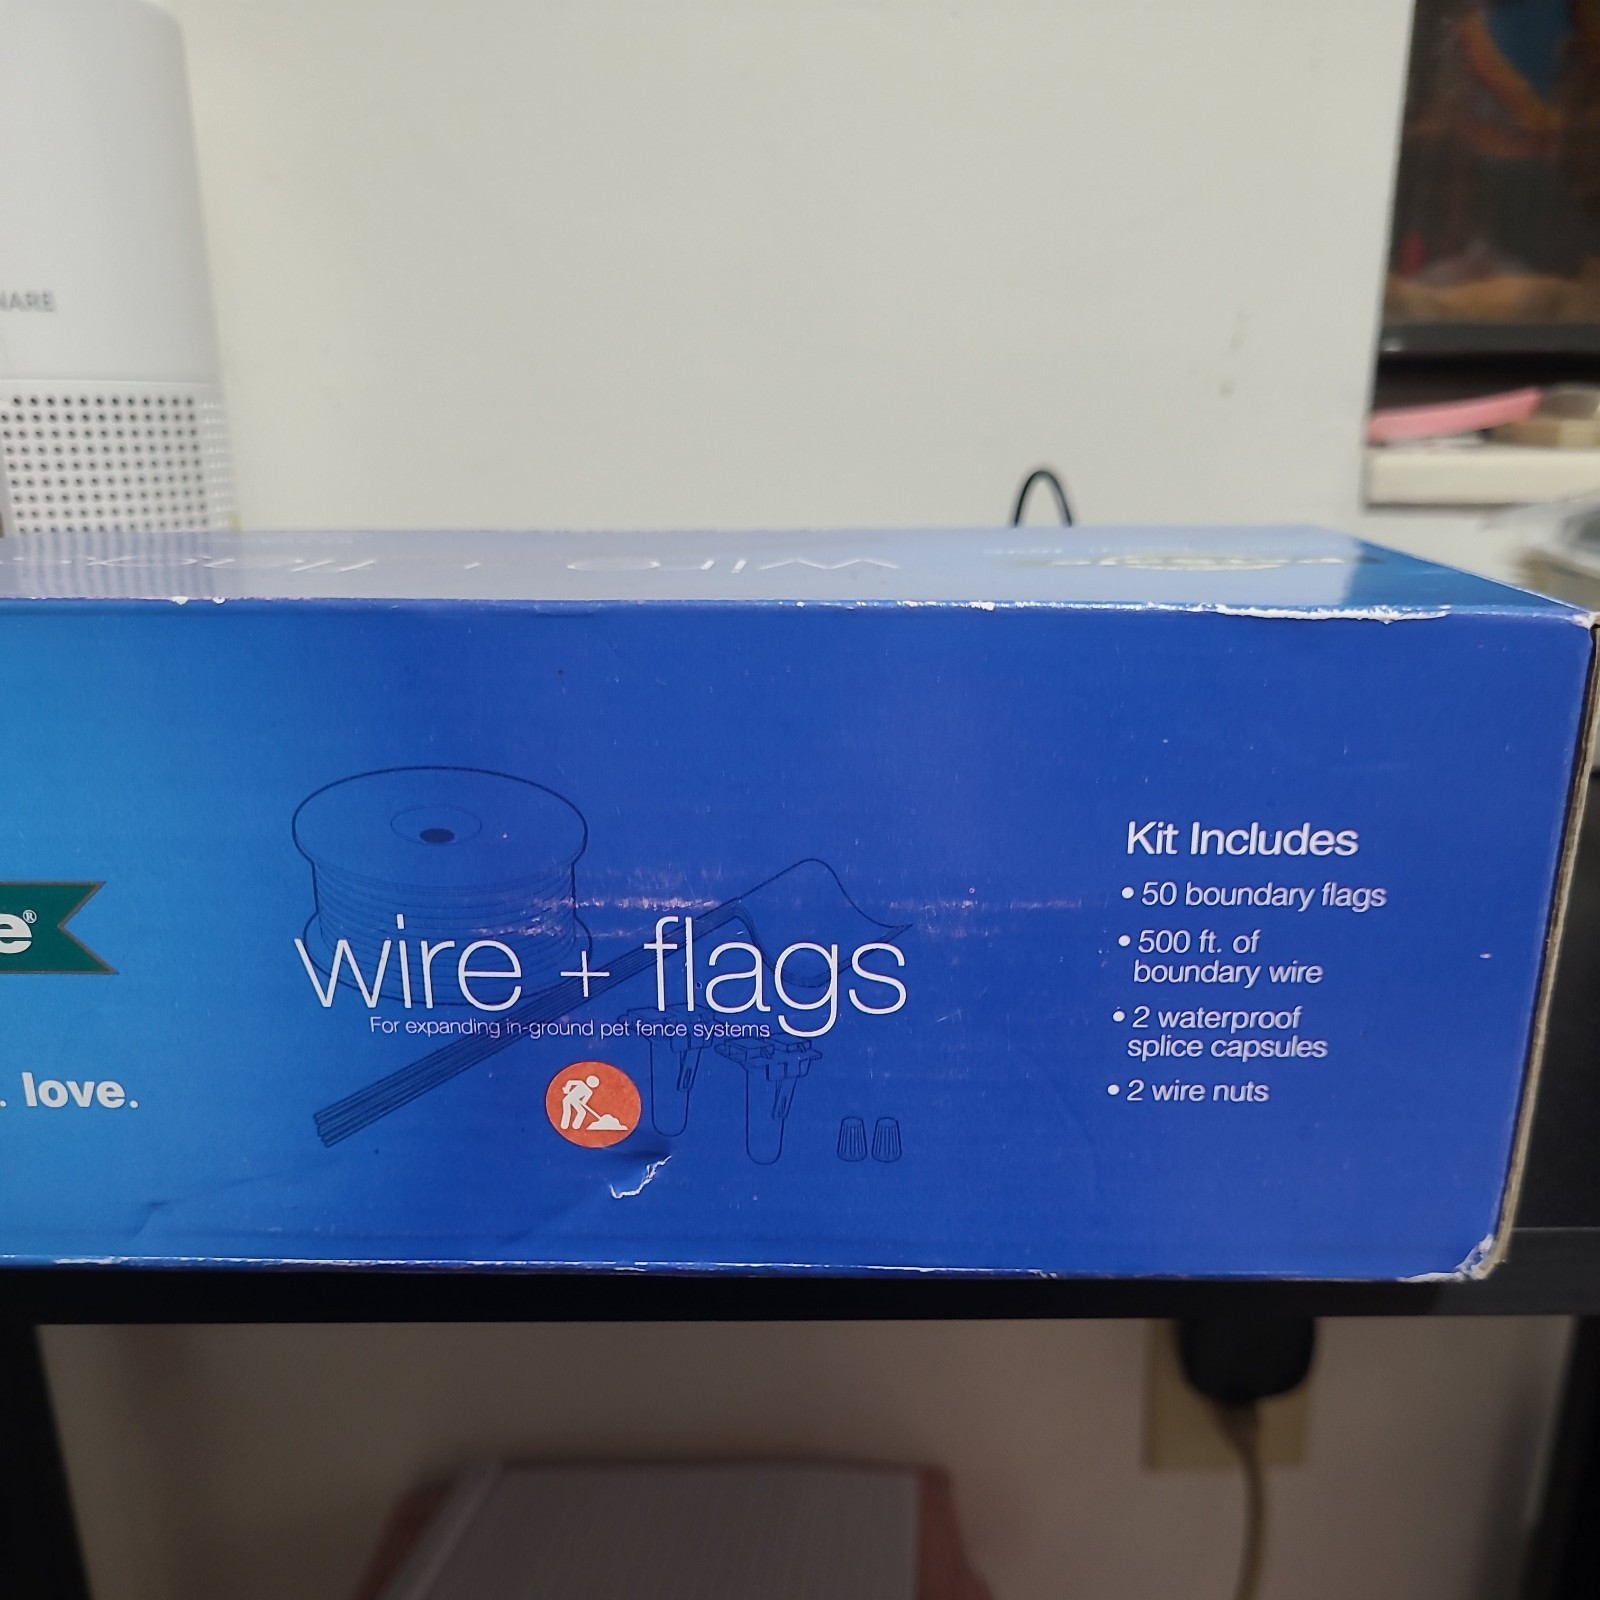 e®
. love.
wire + flags
For expanding in-ground pet fence systems
Kit Includes
• 50 boundary flags
• 500 ft. of
boundary wire
• 2 waterproof
splice capsules
• 2 wire nuts